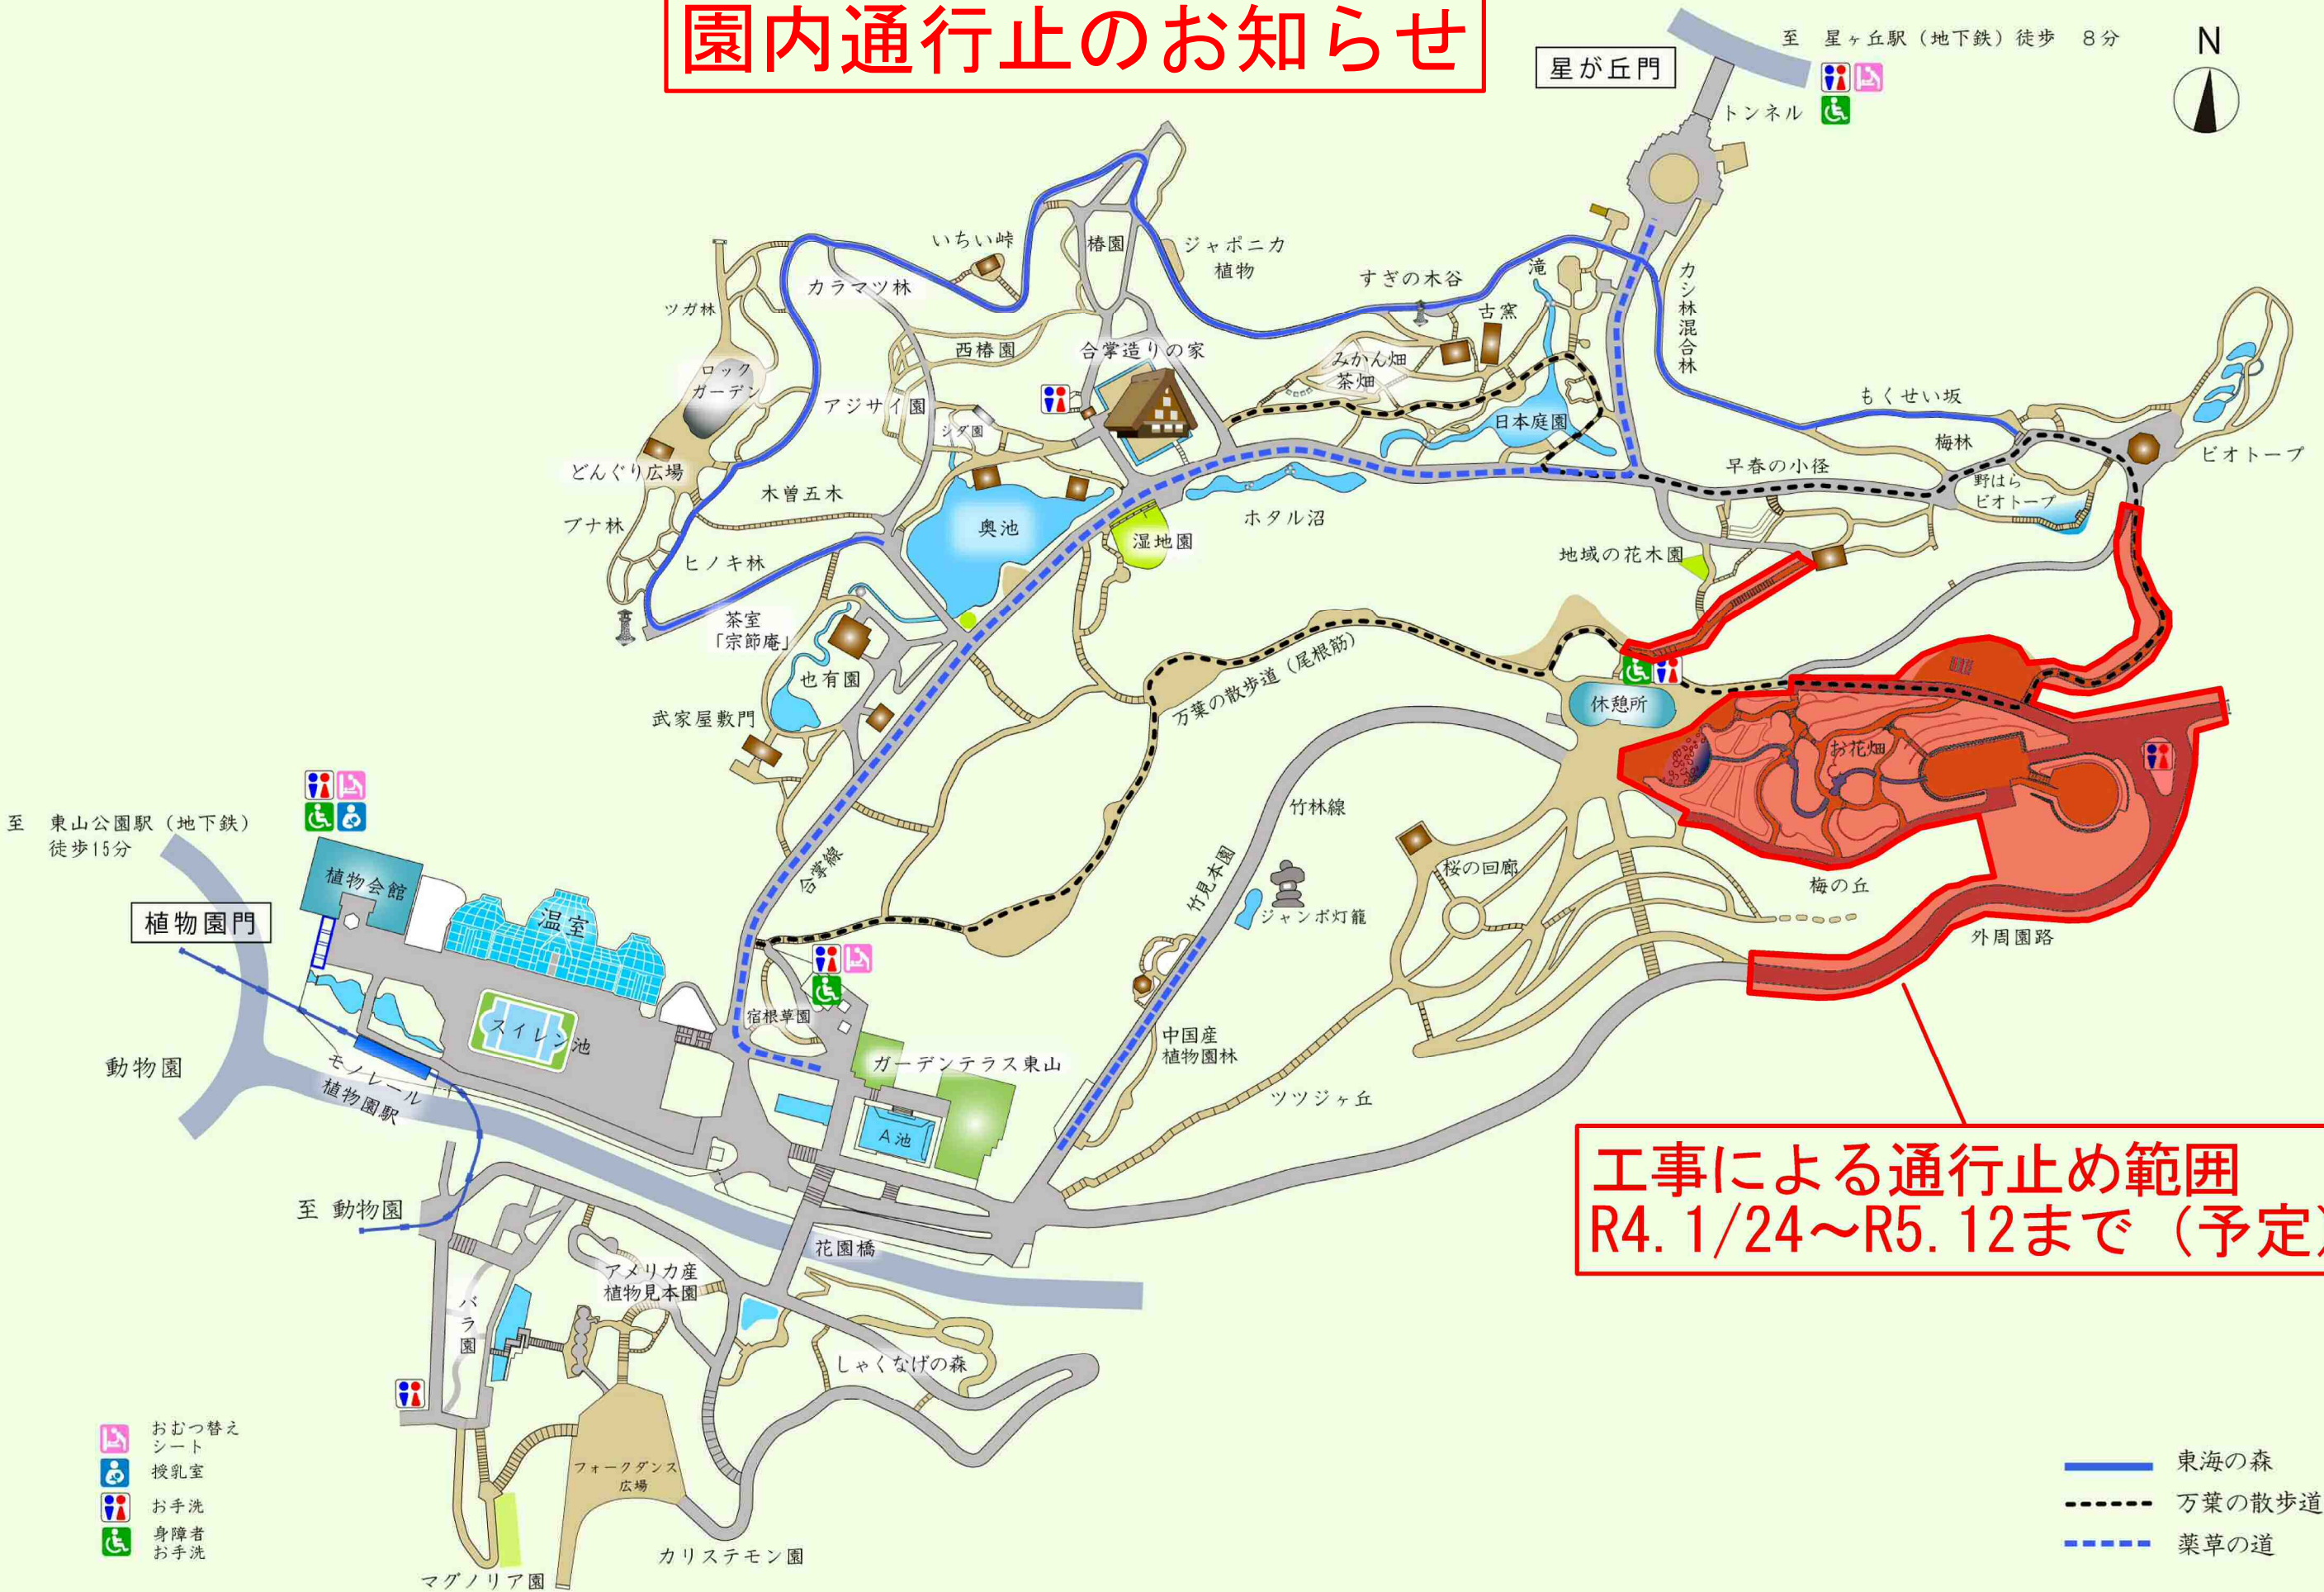 園内通行止のお知らせ
星が丘門
至 星ヶ丘駅（地下鉄）徒歩 8分
N
トンネル
いちい峠
椿園
ジャポニカ
植物
カラマツ林
すぎの木谷
滝
カシ林混合林
ツガ林
古窯
西椿園
合掌造りの家
みかん畑
茶畑
ロック
ガーデン
アジサイ園
シダ園
日本庭園
もくせい坂
梅林
ビオトープ
早春の小径
野はら
ビオトープ
どんぐり広場
木曽五木
ブナ林
奥池
ホタル沼
湿地園
地域の花木園
ヒノキ林
茶室
「宗節庵」
也有園
万葉の散歩道（尾根筋）
武家屋敷門
休憩所
お花畑
竹林線
至 東山公園駅（地下鉄）
徒歩15分
植物会館
合掌線
竹見本園
桜の回廊
梅の丘
植物園門
温室
ジャンボ灯籠
外周園路
宿根草園
スイレン池
中国産
植物園林
動物園
モノレール
植物園駅
ガーデンテラス東山
ツツジヶ丘
A池
工事による通行止め範囲
R4.1/24～R5.12まで（予定）
至 動物園
花園橋
アメリカ産
植物見本園
バラ園
しゃくなげの森
フォークダンス
広場
カリステモン園
マグノリア園
おむつ替え
シート
授乳室
お手洗
身障者
お手洗
東海の森
万葉の散歩道
薬草の道